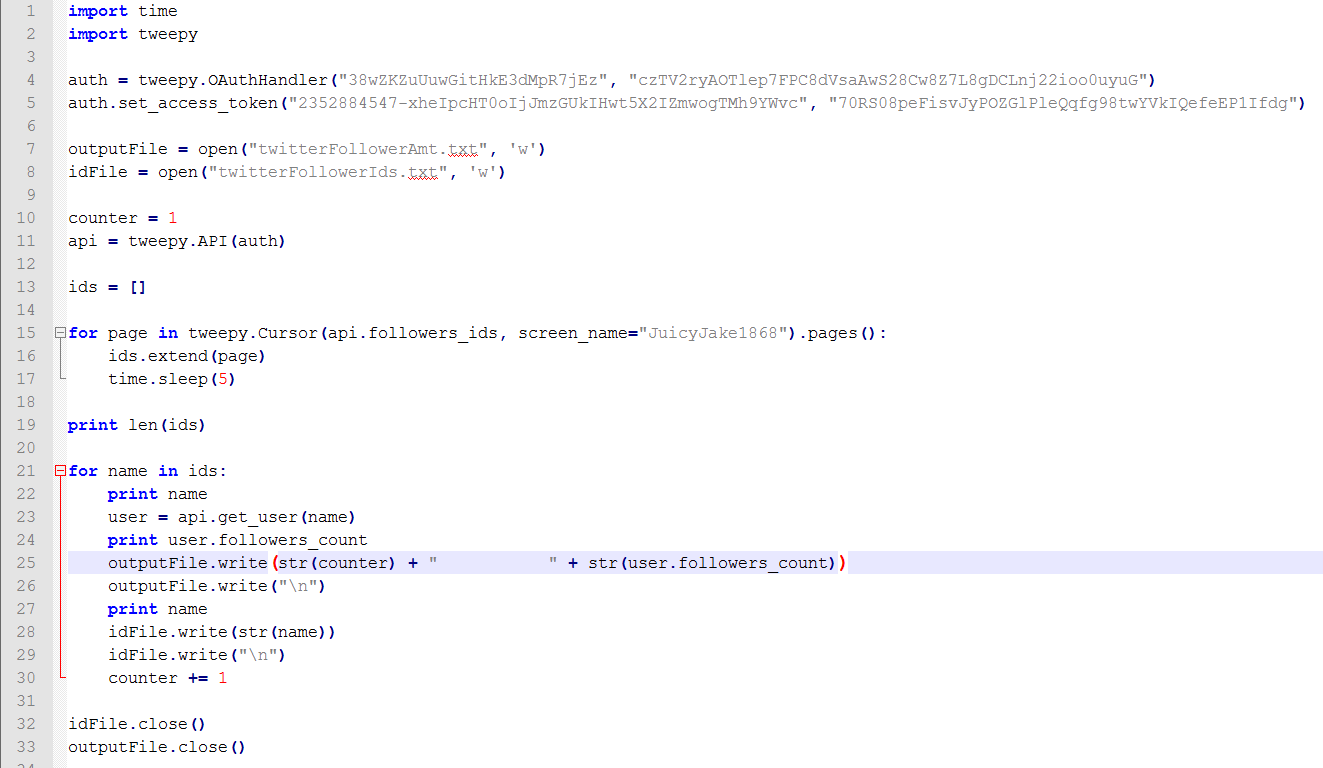 1 import time
2 import tweepy
3
4 auth = tweepy.OAuthHandler("38wZKZuUuwGitHkE3dMpR7jEz", "czTV2ryAOTlep7FPC8dVsaAwS28Cw8Z7L8gDCLnj22ioo0uyuG")
5 auth.set_access_token("2352884547-xheIpcHT0oIjJmzGUkIHwt5X2IZmwogTMh9YWvc", "70RS08peFisvJyPOZGlPleQqfg98twYVkIQefeEP1Ifdg")
6
7 outputFile = open("twitterFollowerAmt.txt", 'w')
8 idFile = open("twitterFollowerIds.txt", 'w')
9
10 counter = 1
11 api = tweepy.API(auth)
12
13 ids = []
14
15 for page in tweepy.Cursor(api.followers_ids, screen_name="JuicyJake1868").pages():
16     ids.extend(page)
17     time.sleep(5)
18
19 print len(ids)
20
21 for name in ids:
22     print name
23     user = api.get_user(name)
24     print user.followers_count
25     outputFile.write(str(counter) + "           " + str(user.followers_count))
26     outputFile.write("\n")
27     print name
28     idFile.write(str(name))
29     idFile.write("\n")
30     counter += 1
31
32 idFile.close()
33 outputFile.close()